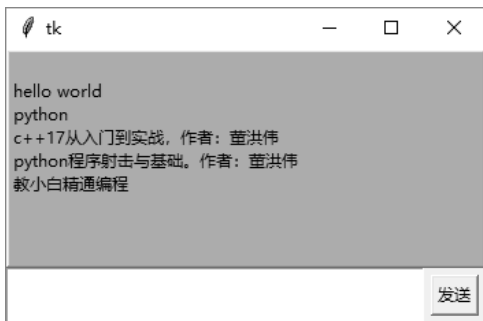 tk
hello world
python
c++17从入门到实战，作者：董洪伟
python程序射击与基础。作者：董洪伟
教小白精通编程
发送